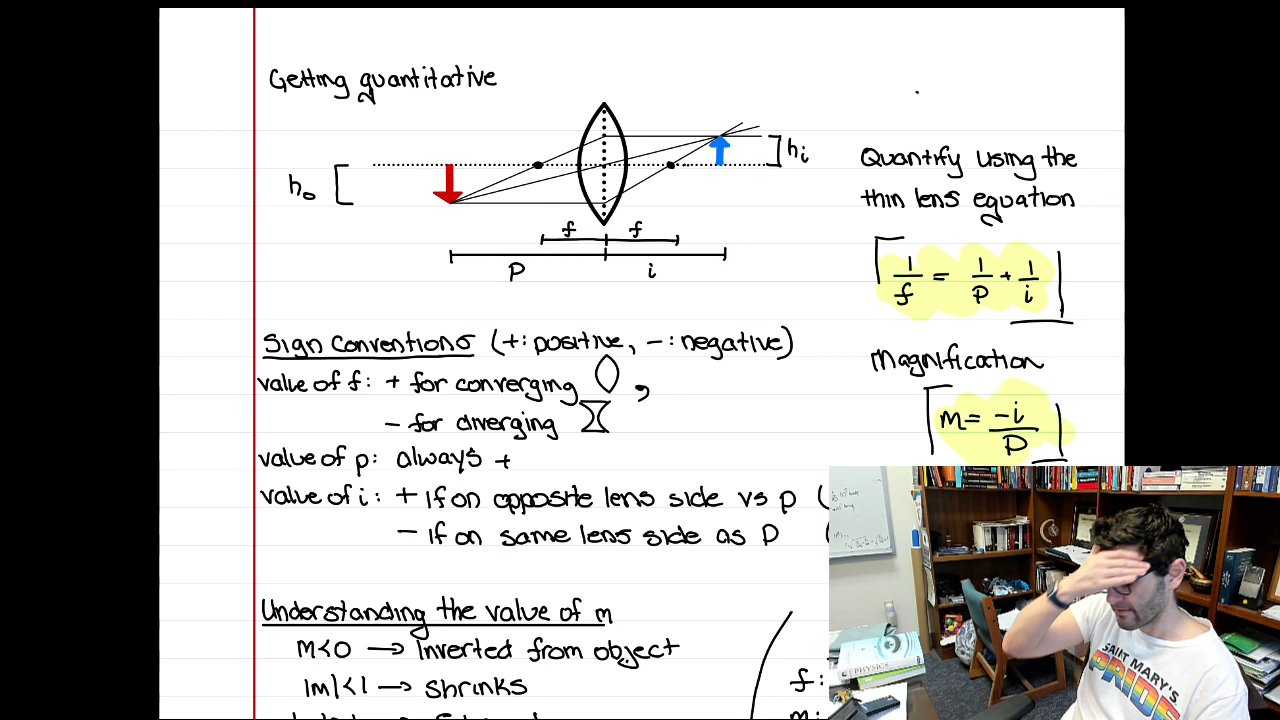 Getting quantitative
hi
ho
f f
P i
Quantify using the
thin lens equation
1/f = 1/P + 1/i
Magnification
m = -i/P
Sign Conventions (+: positive, -: negative)
value of f: + for converging ,
- for diverging
value of p: always +
value of i: + if on opposite lens side vs p (
- if on same lens side as P (
Understanding the value of m
m<0 → Inverted from object
|m|<1 → shrinks
f:
PHYSICS
SAINT MARY'S
PRIDE